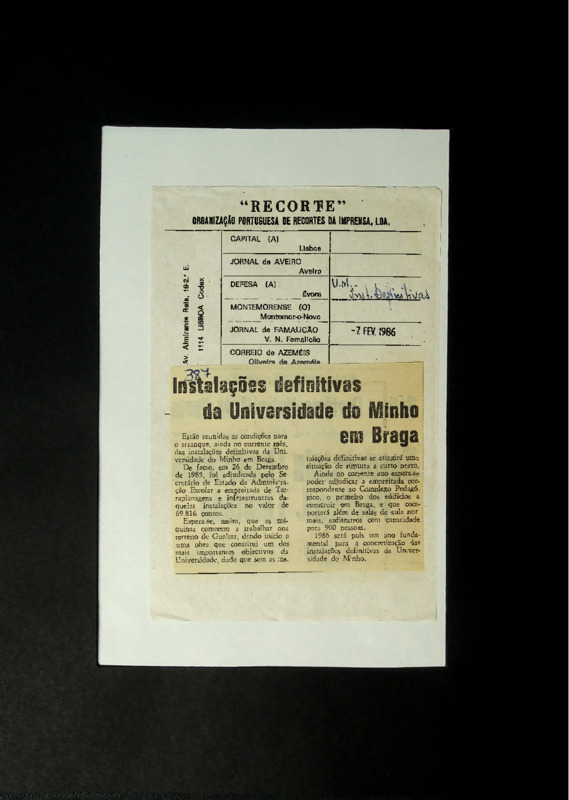 "RECORTE"
ORGANIZAÇÃO PORTUGUESA DE RECORTES DA IMPRENSA, LDA.
Av. Almirante Reis, 19-2.º E.
1114 LISBOA Codex
CAPITAL (A)
Lisboa
JORNAL de AVEIRO
Aveiro
DEFESA (A)
Évora
U.M.-
Inst. Definitivas
MONTEMORENSE (O)
Montemor-o-Novo
JORNAL de FAMALICÃO
V. N. Famalicão
-7 FEV. 1986
CORREIO de AZEMÉIS
Oliveira de Azeméis
387
Instalações definitivas
da Universidade do Minho
em Braga
Estão reunidas as condições para
o arranque, ainda no corrente mês,
das instalações definitivas da Uni-
versidade do Minho em Braga.
De facto, em 26 de Dezembro
de 1985, foi adjudicada pelo Se-
cretário de Estado da Administra-
ção Escolar a empreitada de Ter-
raplanagens e infraestruturas da-
quelas instalações no valor de
69 816 contos.
Espera-se, assim, que as má-
quinas comecem a trabalhar nos
terrenos de Gualtar, dando início a
uma obra que constitui um dos
mais importantes objectivos da
Universidade, dado que sem as ins-
talações definitivas se atingirá uma
situação de ruptura a curto prazo.
Ainda no corrente ano espera-se
poder adjudicar a empreitada cor-
respondente ao Complexo Pedagó-
gico, o primeiro dos edifícios a
construir em Braga, e que com-
portará além de salas de aula nor-
mais, anfiteatros com capacidade
para 900 pessoas.
1986 será pois um ano funda-
mental para a concretização das
instalações definitivas da Univer-
sidade do Minho.